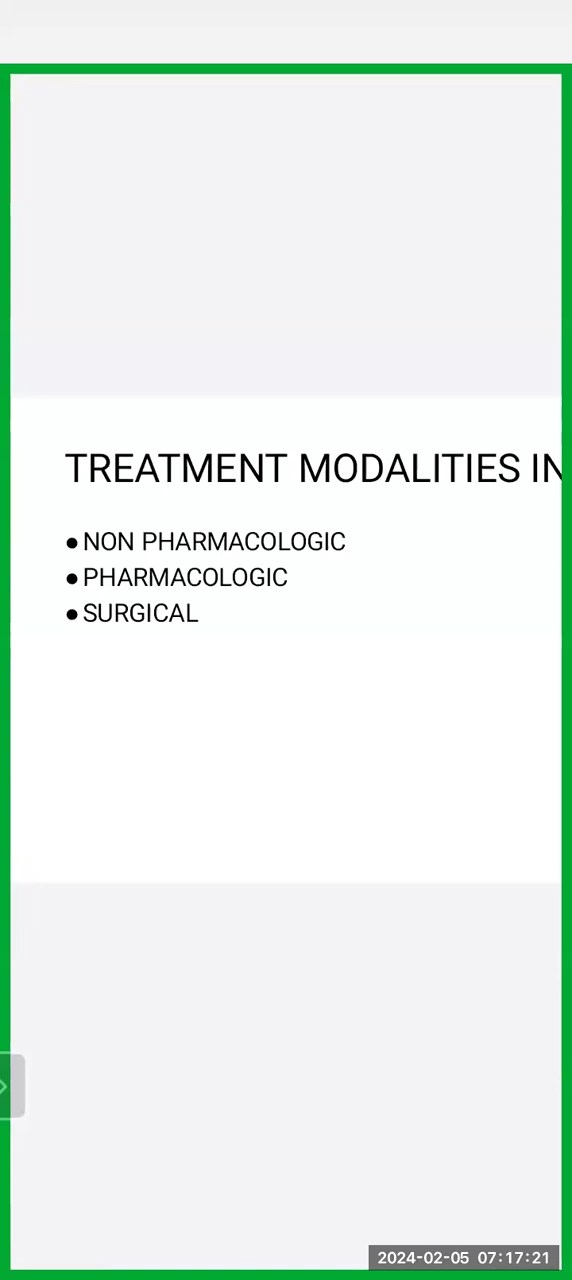 TREATMENT MODALITIES IN
● NON PHARMACOLOGIC
● PHARMACOLOGIC
● SURGICAL
2024-02-05 07:17:21